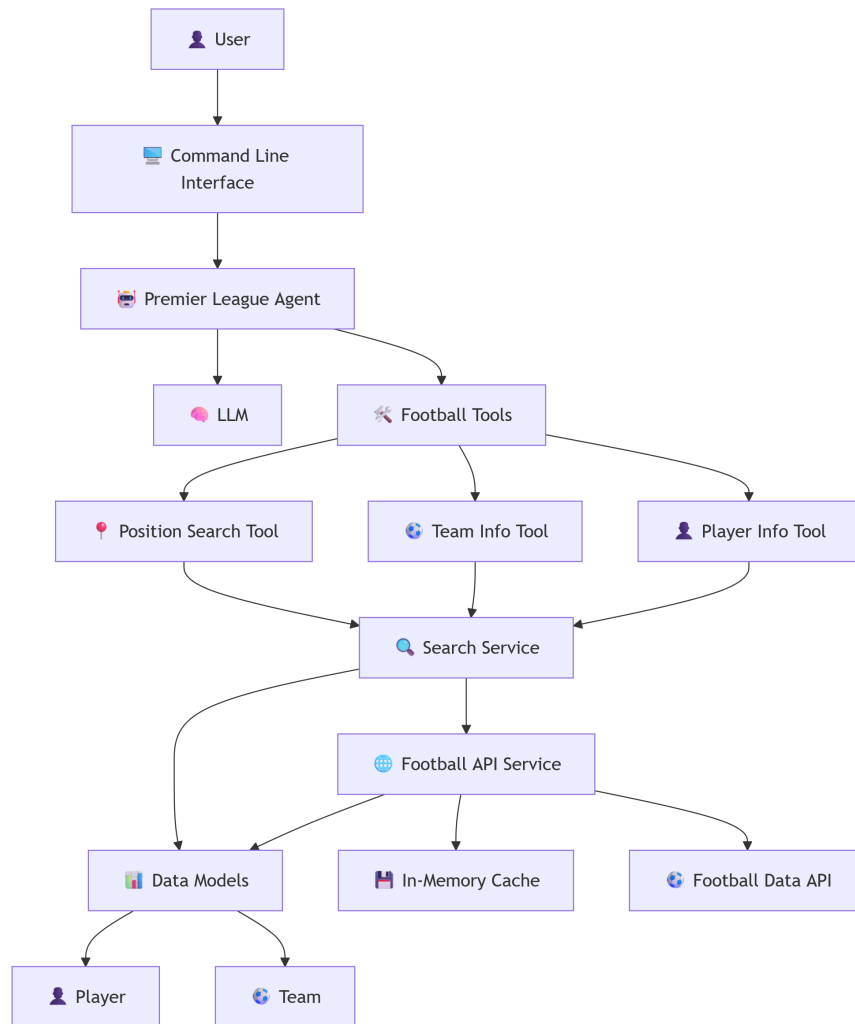 User
Command Line
Interface
Premier League Agent
LLM
Football Tools
Position Search Tool
Team Info Tool
Player Info Tool
Search Service
Football API Service
Data Models
In-Memory Cache
Football Data API
Player
Team